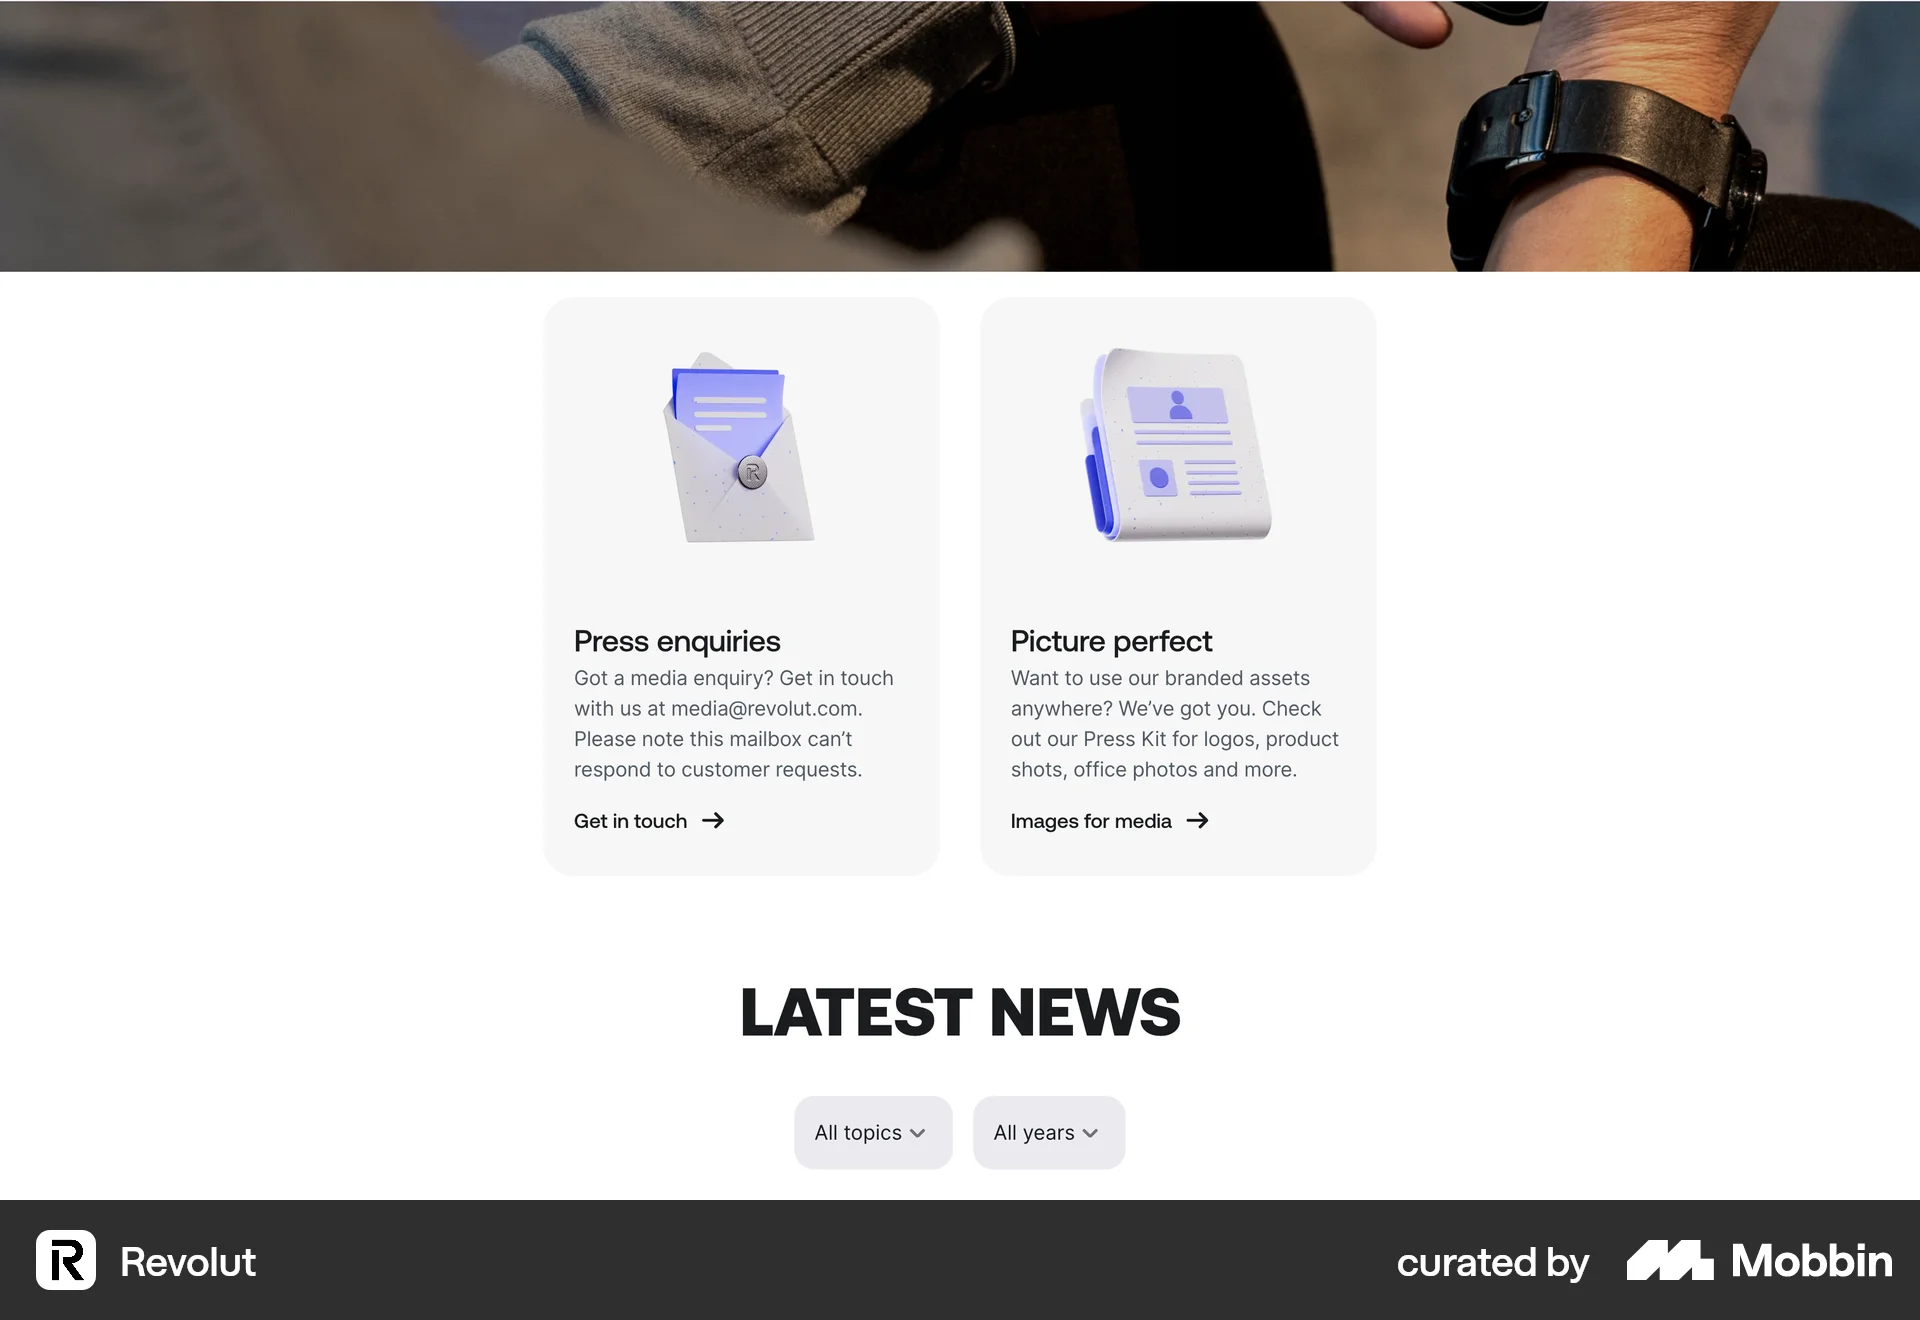 Press enquiries
Got a media enquiry? Get in touch
with us at media@revolut.com.
Please note this mailbox can’t
respond to customer requests.
Get in touch
Picture perfect
Want to use our branded assets
anywhere? We’ve got you. Check
out our Press Kit for logos, product
shots, office photos and more.
Images for media
LATEST NEWS
All topics
All years
R Revolut
curated by Mobbin